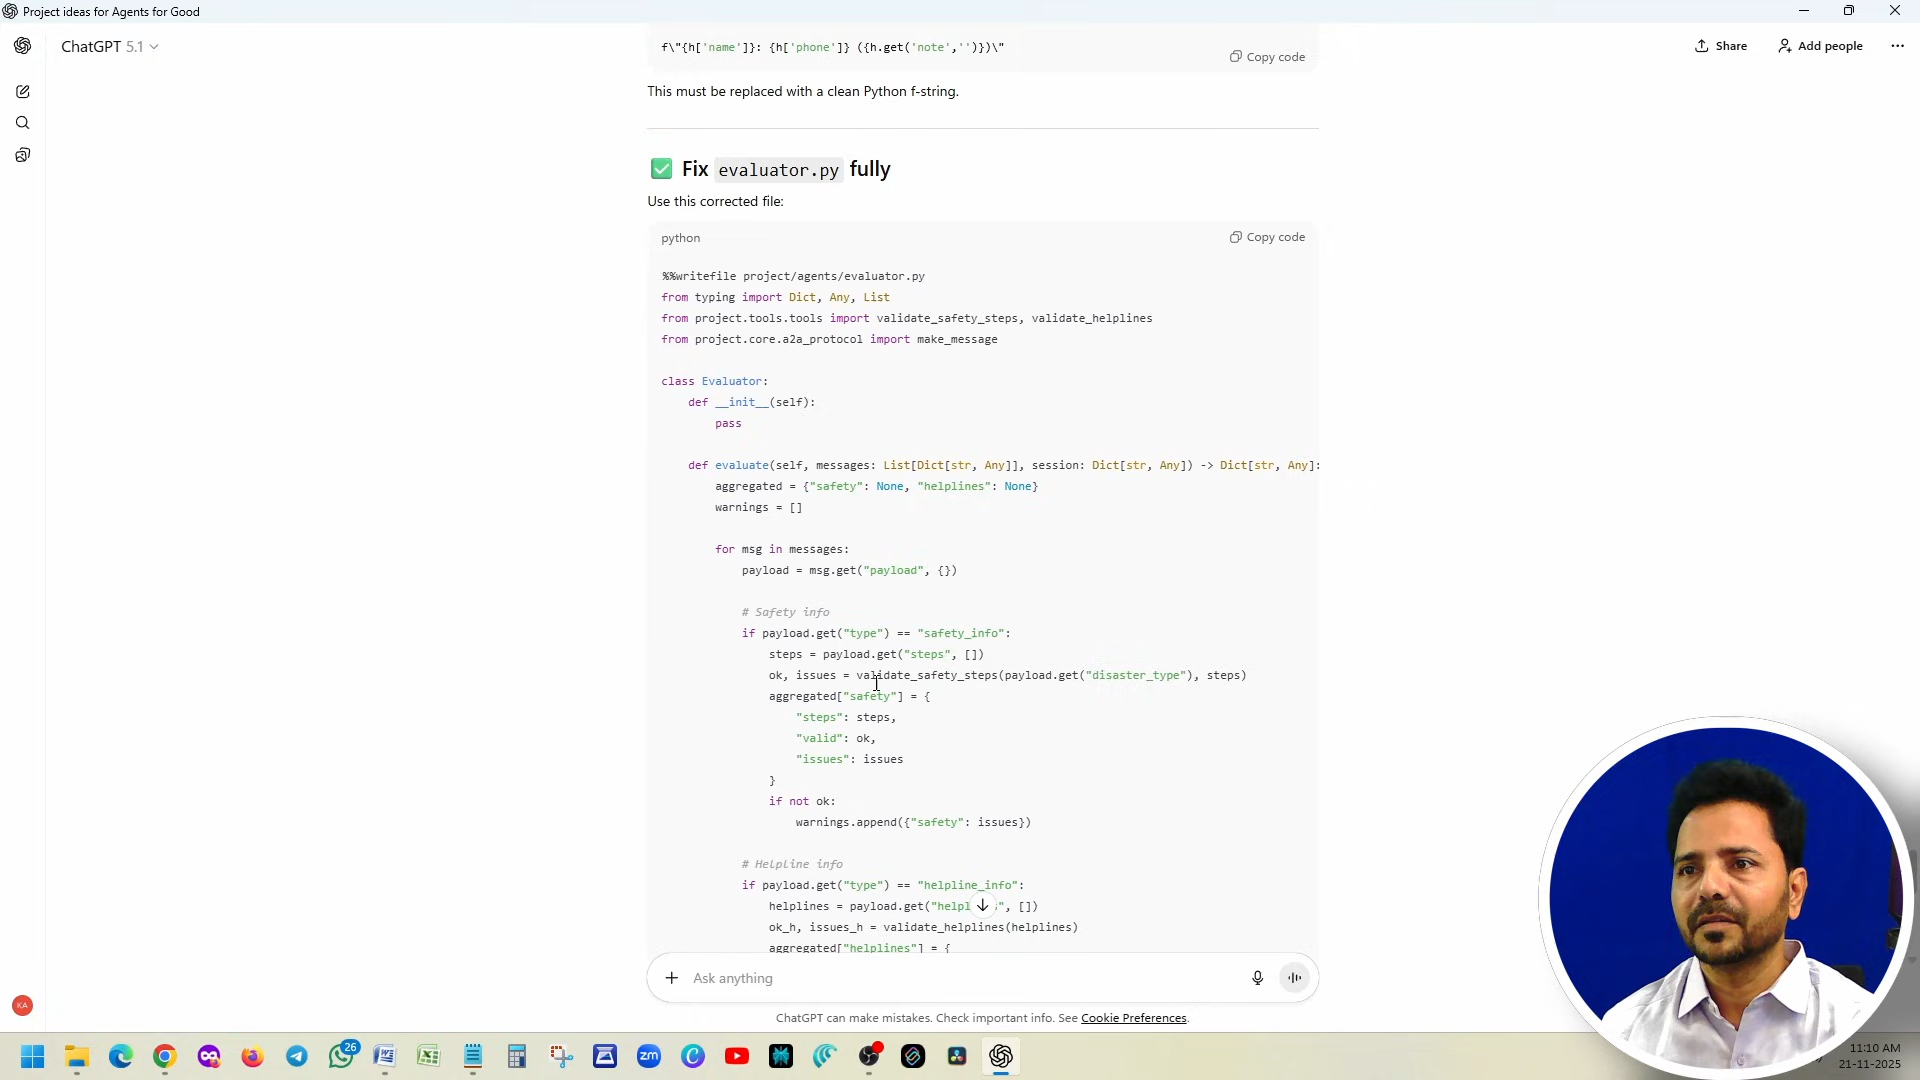 Project ideas for Agents for Good
ChatGPT 5.1
Share
Add people
f\"{h['name']}: {h['phone']} ({h.get('note','')})\"
Copy code
This must be replaced with a clean Python f-string.
Fix evaluator.py fully
Use this corrected file:
python
Copy code
%%writefile project/agents/evaluator.py
from typing import Dict, Any, List
from project.tools.tools import validate_safety_steps, validate_helplines
from project.core.a2a_protocol import make_message
class Evaluator:
def __init__(self):
pass
def evaluate(self, messages: List[Dict[str, Any]], session: Dict[str, Any]) -> Dict[str, Any]:
aggregated = {"safety": None, "helplines": None}
warnings = []
for msg in messages:
payload = msg.get("payload", {})
# Safety info
if payload.get("type") == "safety_info":
steps = payload.get("steps", [])
ok, issues = validate_safety_steps(payload.get("disaster_type"), steps)
aggregated["safety"] = {
"steps": steps,
"valid": ok,
"issues": issues
}
if not ok:
warnings.append({"safety": issues})
# Helpline info
if payload.get("type") == "helpline_info":
helplines = payload.get("helpl", [])
ok_h, issues_h = validate_helplines(helplines)
aggregated["helplines"] = {
Ask anything
ChatGPT can make mistakes. Check important info. See Cookie Preferences.
KA
26
zm
11:10 AM
21-11-2025